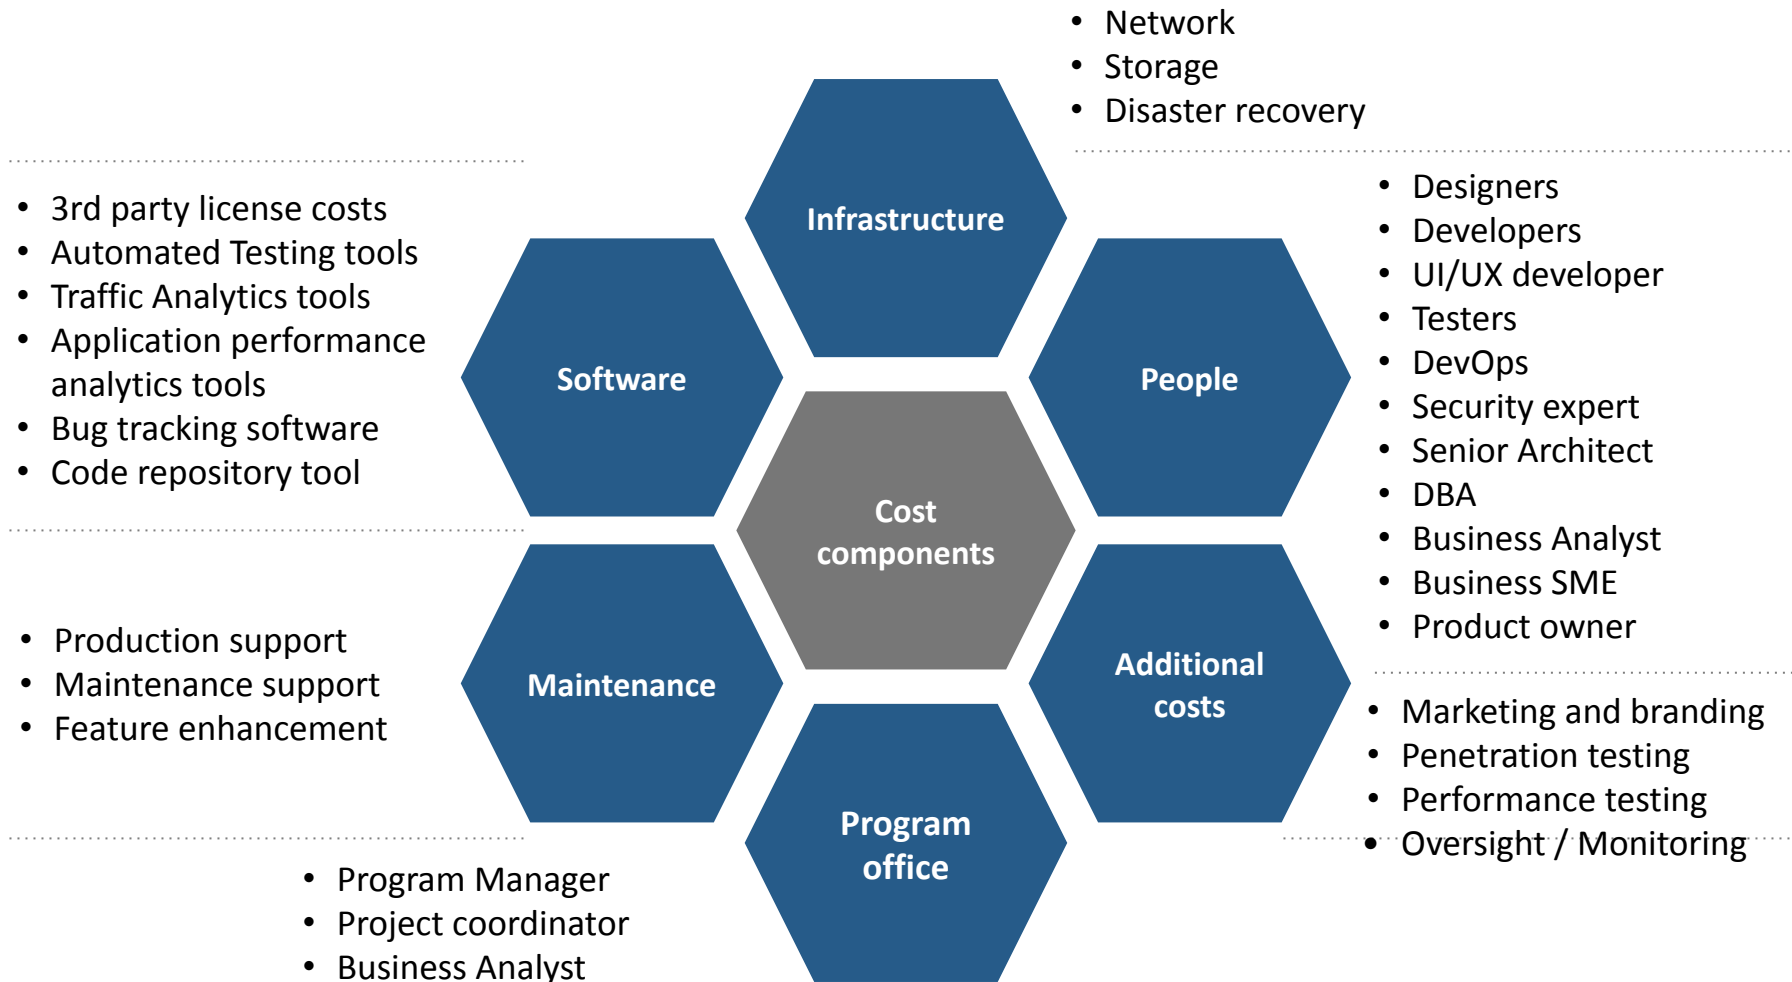 • Network
• Storage
• Disaster recovery
Infrastructure
• 3rd party license costs
• Automated Testing tools
• Traffic Analytics tools
• Application performance
analytics tools
• Bug tracking software
• Code repository tool
Software
People
• Designers
• Developers
• UI/UX developer
• Testers
• DevOps
• Security expert
• Senior Architect
• DBA
• Business Analyst
• Business SME
• Product owner
Cost
components
• Production support
• Maintenance support
• Feature enhancement
Maintenance
Additional
costs
• Marketing and branding
• Penetration testing
• Performance testing
• Oversight / Monitoring
Program
office
• Program Manager
• Project coordinator
• Business Analyst